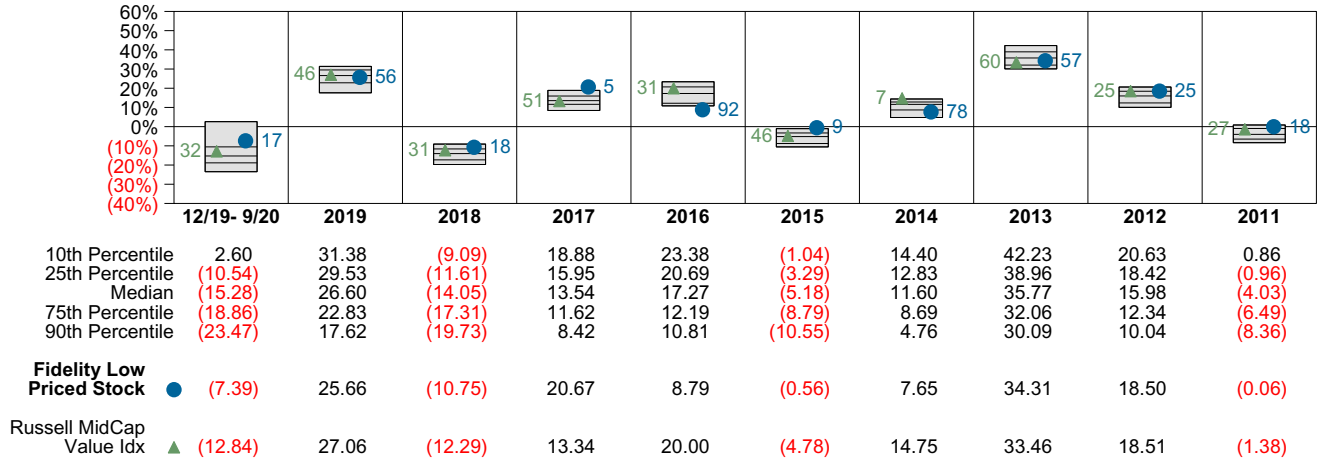 60%
50%
40%
30%
20%
10%
0%
(10%)
(20%)
(30%)
(40%)
32 17
46 56
31 18
51 5
31 92
46 9
7 78
60 57
25 25
27 18
12/19- 9/20 2019 2018 2017 2016 2015 2014 2013 2012 2011
10th Percentile 2.60 31.38 (9.09) 18.88 23.38 (1.04) 14.40 42.23 20.63 0.86
25th Percentile (10.54) 29.53 (11.61) 15.95 20.69 (3.29) 12.83 38.96 18.42 (0.96)
Median (15.28) 26.60 (14.05) 13.54 17.27 (5.18) 11.60 35.77 15.98 (4.03)
75th Percentile (18.86) 22.83 (17.31) 11.62 12.19 (8.79) 8.69 32.06 12.34 (6.49)
90th Percentile (23.47) 17.62 (19.73) 8.42 10.81 (10.55) 4.76 30.09 10.04 (8.36)
Fidelity Low
Priced Stock (7.39) 25.66 (10.75) 20.67 8.79 (0.56) 7.65 34.31 18.50 (0.06)
Russell MidCap
Value Idx (12.84) 27.06 (12.29) 13.34 20.00 (4.78) 14.75 33.46 18.51 (1.38)